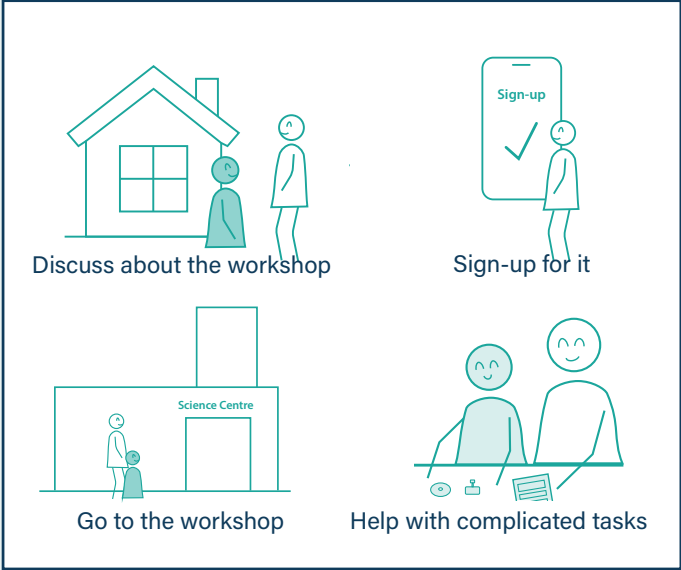 Sign-up
Discuss about the workshop
Sign-up for it
Science Centre
Go to the workshop
Help with complicated tasks